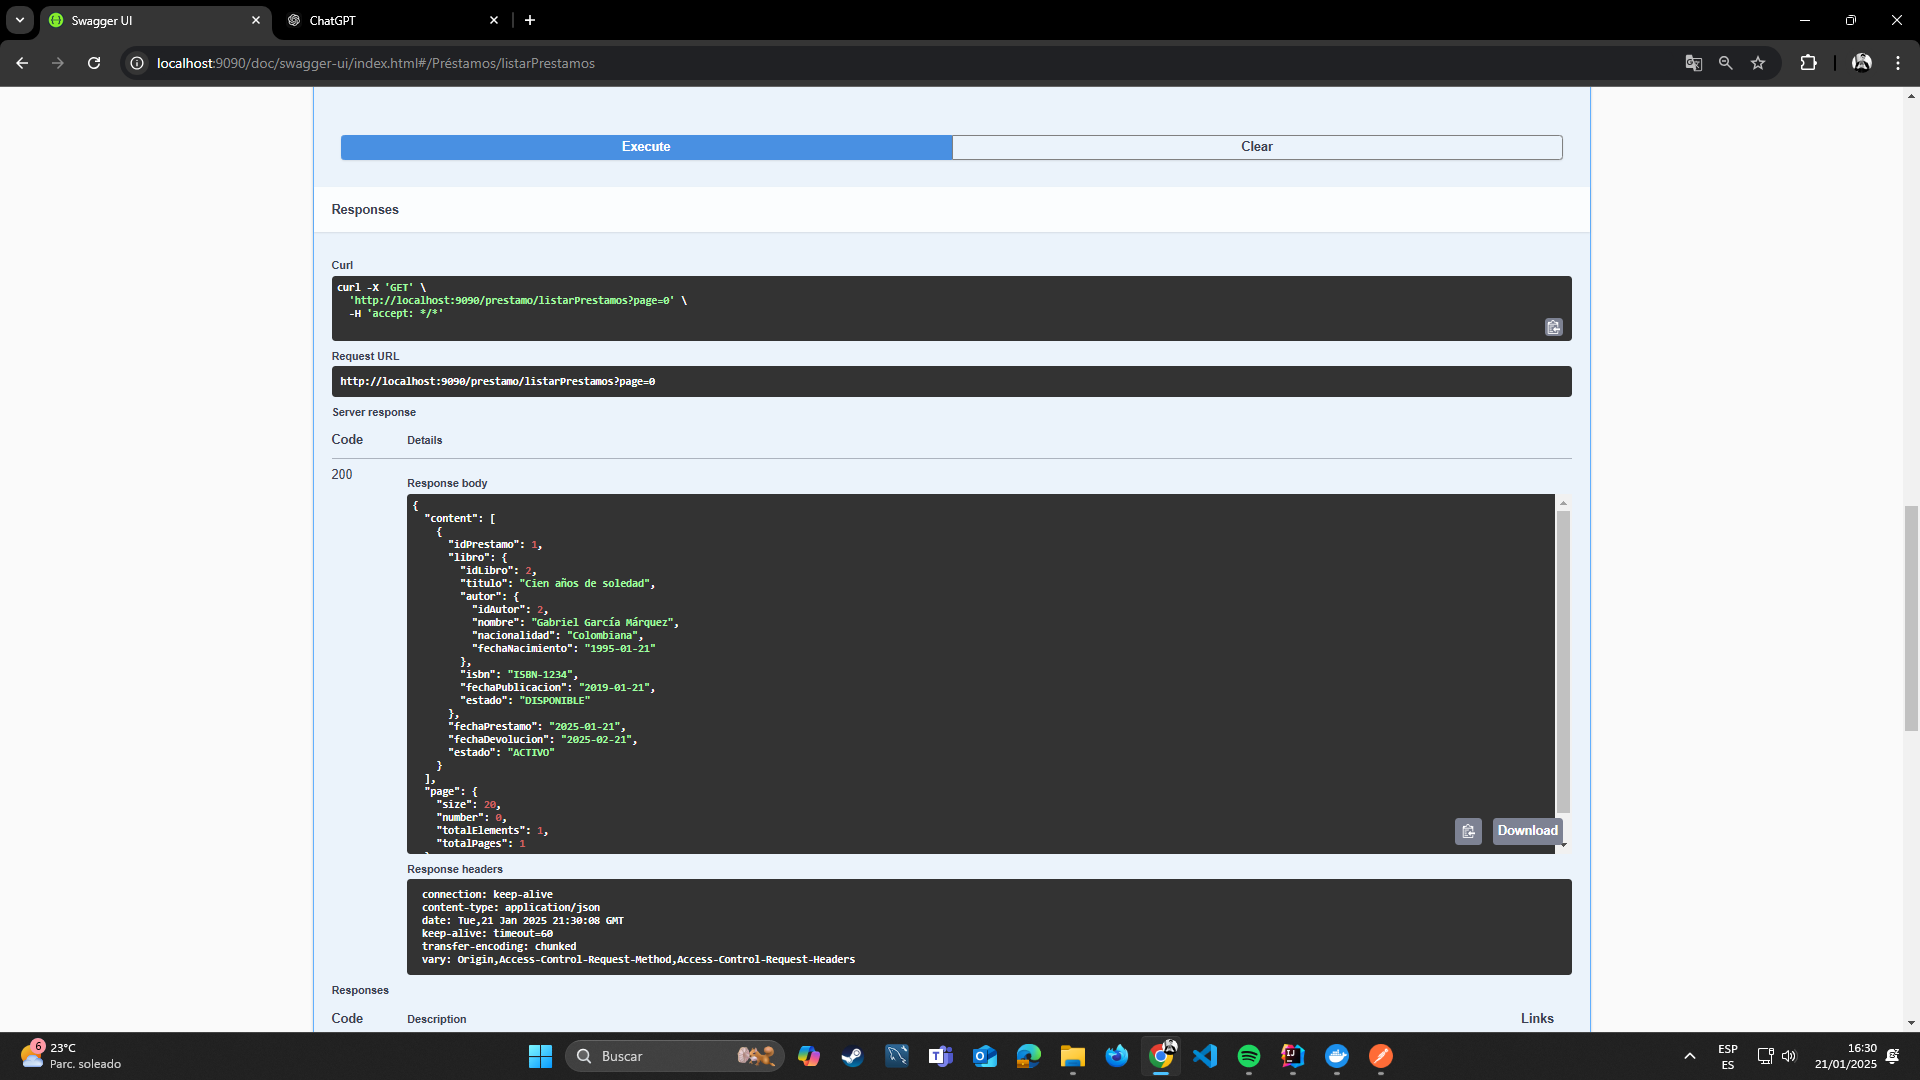 Swagger UI
ChatGPT
localhost:9090/doc/swagger-ui/index.html#/Préstamos/listarPrestamos
Execute
Clear
Responses
Curl
curl -X 'GET' \
'http://localhost:9090/prestamo/listarPrestamos?page=0' \
-H 'accept: */*'
Request URL
http://localhost:9090/prestamo/listarPrestamos?page=0
Server response
Code
Details
200
Response body
{
"content": [
{
"idPrestamo": 1,
"libro": {
"idLibro": 2,
"titulo": "Cien años de soledad",
"autor": {
"idAutor": 2,
"nombre": "Gabriel García Márquez",
"nacionalidad": "Colombiana",
"fechaNacimiento": "1995-01-21"
},
"isbn": "ISBN-1234",
"fechaPublicacion": "2019-01-21",
"estado": "DISPONIBLE"
},
"fechaPrestamo": "2025-01-21",
"fechaDevolucion": "2025-02-21",
"estado": "ACTIVO"
}
],
"page": {
"size": 20,
"number": 0,
"totalElements": 1,
"totalPages": 1
Download
Response headers
connection: keep-alive
content-type: application/json
date: Tue,21 Jan 2025 21:30:08 GMT
keep-alive: timeout=60
transfer-encoding: chunked
vary: Origin,Access-Control-Request-Method,Access-Control-Request-Headers
Responses
Code
Description
Links
6
23°C
Parc. soleado
Buscar
ESP
ES
16:30
21/01/2025